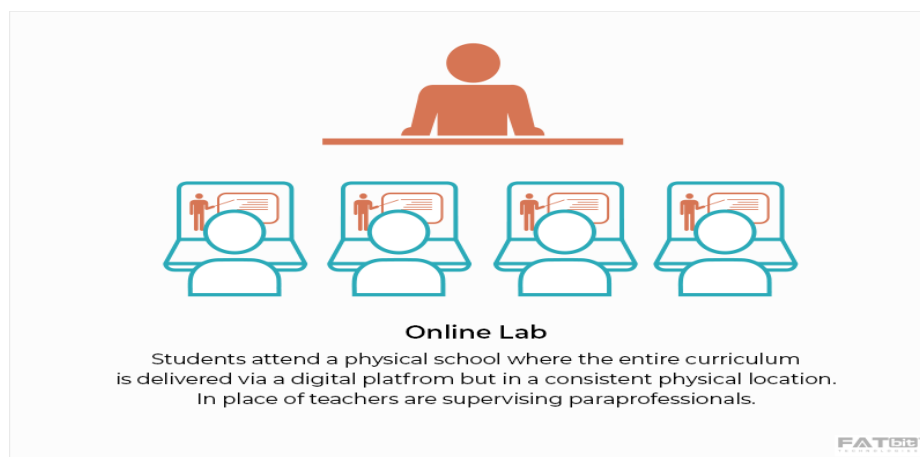 Online Lab
Students attend a physical school where the entire curriculum
is delivered via a digital platfrom but in a consistent physical location.
In place of teachers are supervising paraprofessionals.
FATbit
TECHNOLOGIES